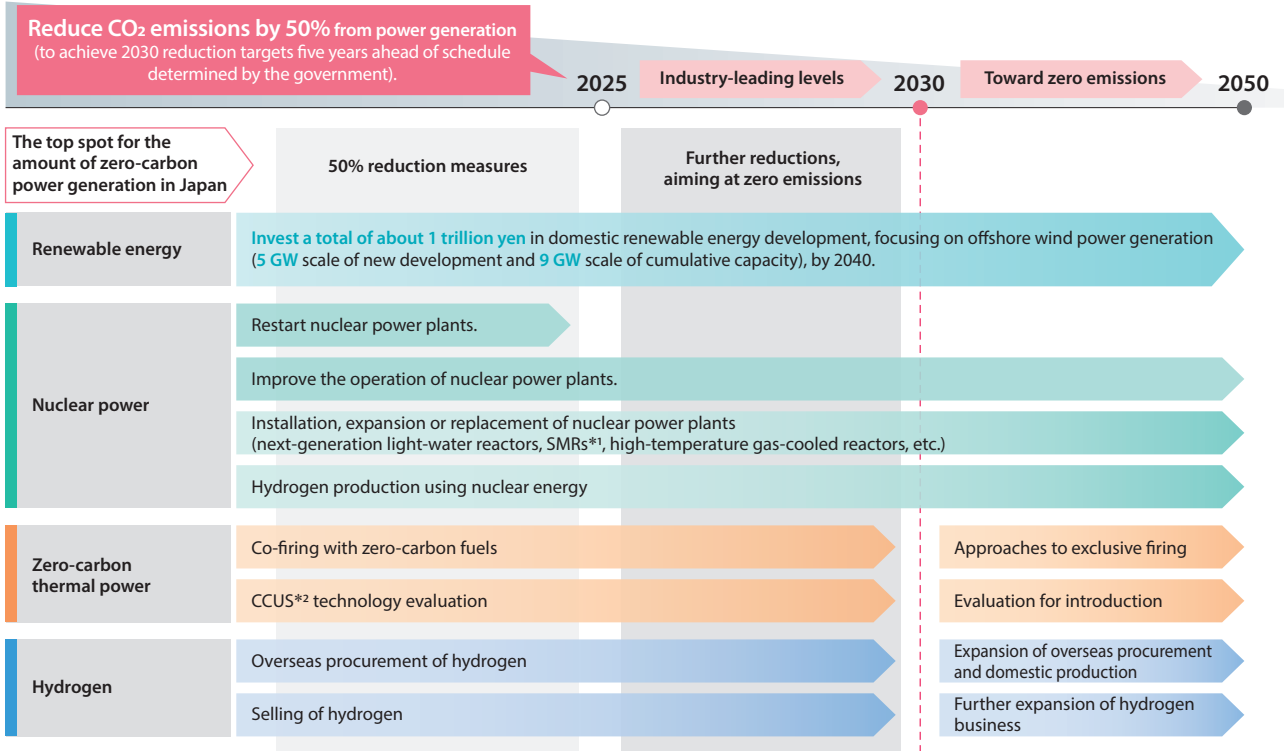 Reduce CO₂ emissions by 50% from power generation
(to achieve 2030 reduction targets five years ahead of schedule
determined by the government).
2025
Industry-leading levels
2030
Toward zero emissions
2050
The top spot for the
amount of zero-carbon
power generation in Japan
50% reduction measures
Further reductions,
aiming at zero emissions
Renewable energy
Invest a total of about 1 trillion yen in domestic renewable energy development, focusing on offshore wind power generation
(5 GW scale of new development and 9 GW scale of cumulative capacity), by 2040.
Nuclear power
Restart nuclear power plants.
Improve the operation of nuclear power plants.
Installation, expansion or replacement of nuclear power plants
(next-generation light-water reactors, SMRs*¹, high-temperature gas-cooled reactors, etc.)
Hydrogen production using nuclear energy
Zero-carbon
thermal power
Co-firing with zero-carbon fuels
Approaches to exclusive firing
CCUS*² technology evaluation
Evaluation for introduction
Hydrogen
Overseas procurement of hydrogen
Expansion of overseas procurement
and domestic production
Selling of hydrogen
Further expansion of hydrogen
business